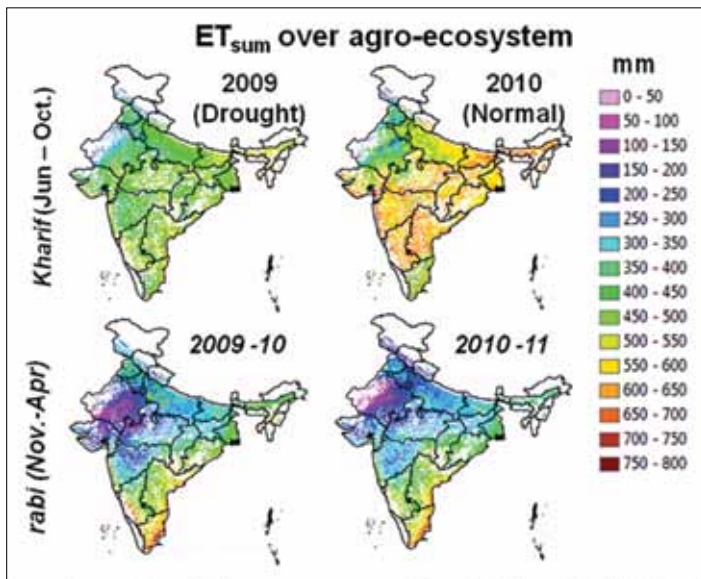 ETsum over agro-ecosystem
2009
(Drought)
2010
(Normal)
Kharif (Jun – Oct.)
2009 -10
2010 -11
rabi (Nov.-Apr)
mm
0 - 50
50 - 100
100 - 150
150 - 200
200 - 250
250 - 300
300 - 350
350 - 400
400 - 450
450 - 500
500 - 550
550 - 600
600 - 650
650 - 700
700 - 750
750 - 800